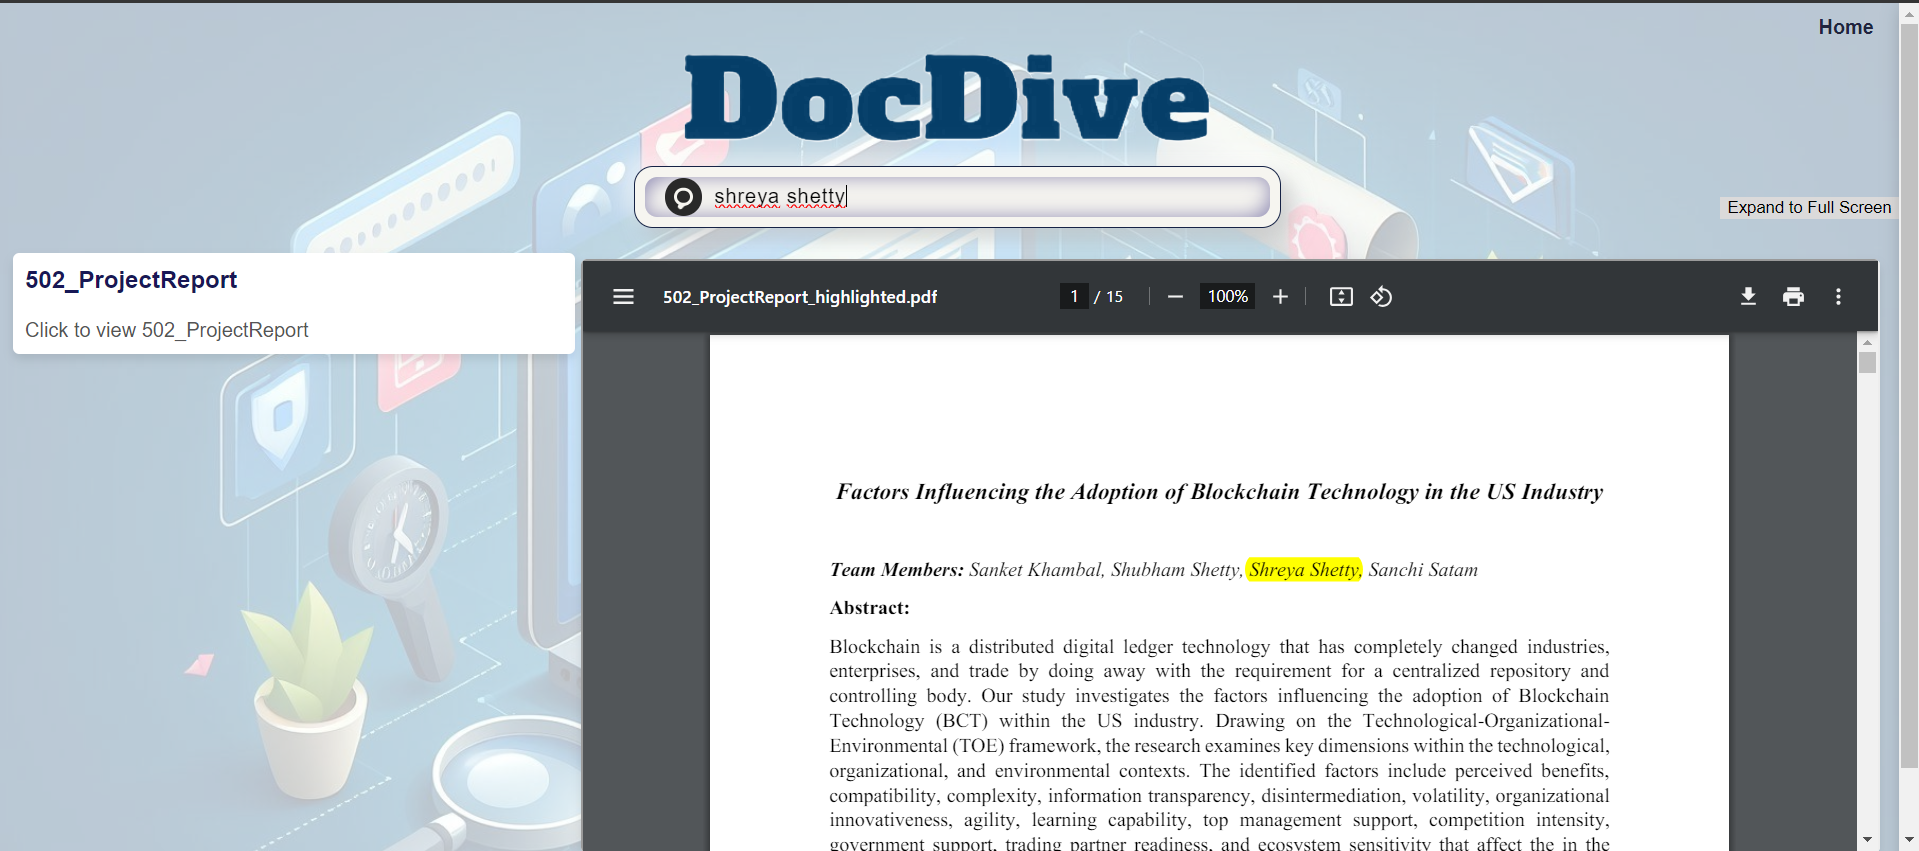 Home
DocDive
shreya shetty
Expand to Full Screen
502_ProjectReport
Click to view 502_ProjectReport
502_ProjectReport_highlighted.pdf
1 / 15
100%
Factors Influencing the Adoption of Blockchain Technology in the US Industry
Team Members: Sanket Khambal, Shubham Shetty, Shreya Shetty, Sanchi Satam
Abstract:
Blockchain is a distributed digital ledger technology that has completely changed industries,
enterprises, and trade by doing away with the requirement for a centralized repository and
controlling body. Our study investigates the factors influencing the adoption of Blockchain
Technology (BCT) within the US industry. Drawing on the Technological-Organizational-
Environmental (TOE) framework, the research examines key dimensions within the technological,
organizational, and environmental contexts. The identified factors include perceived benefits,
compatibility, complexity, information transparency, disintermediation, volatility, organizational
innovativeness, agility, learning capability, top management support, competition intensity,
government support, trading partner readiness, and ecosystem sensitivity that affect the in the